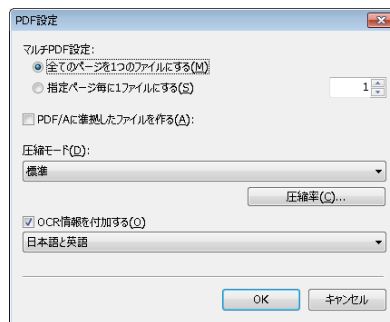 PDF設定
マルチPDF設定:
全てのページを1つのファイルにする(M)
指定ページ毎に1ファイルにする(S)
1
PDF/Aに準拠したファイルを作る(A):
圧縮モード(D):
標準
圧縮率(C)...
OCR情報を付加する(O)
日本語と英語
OK
キャンセル